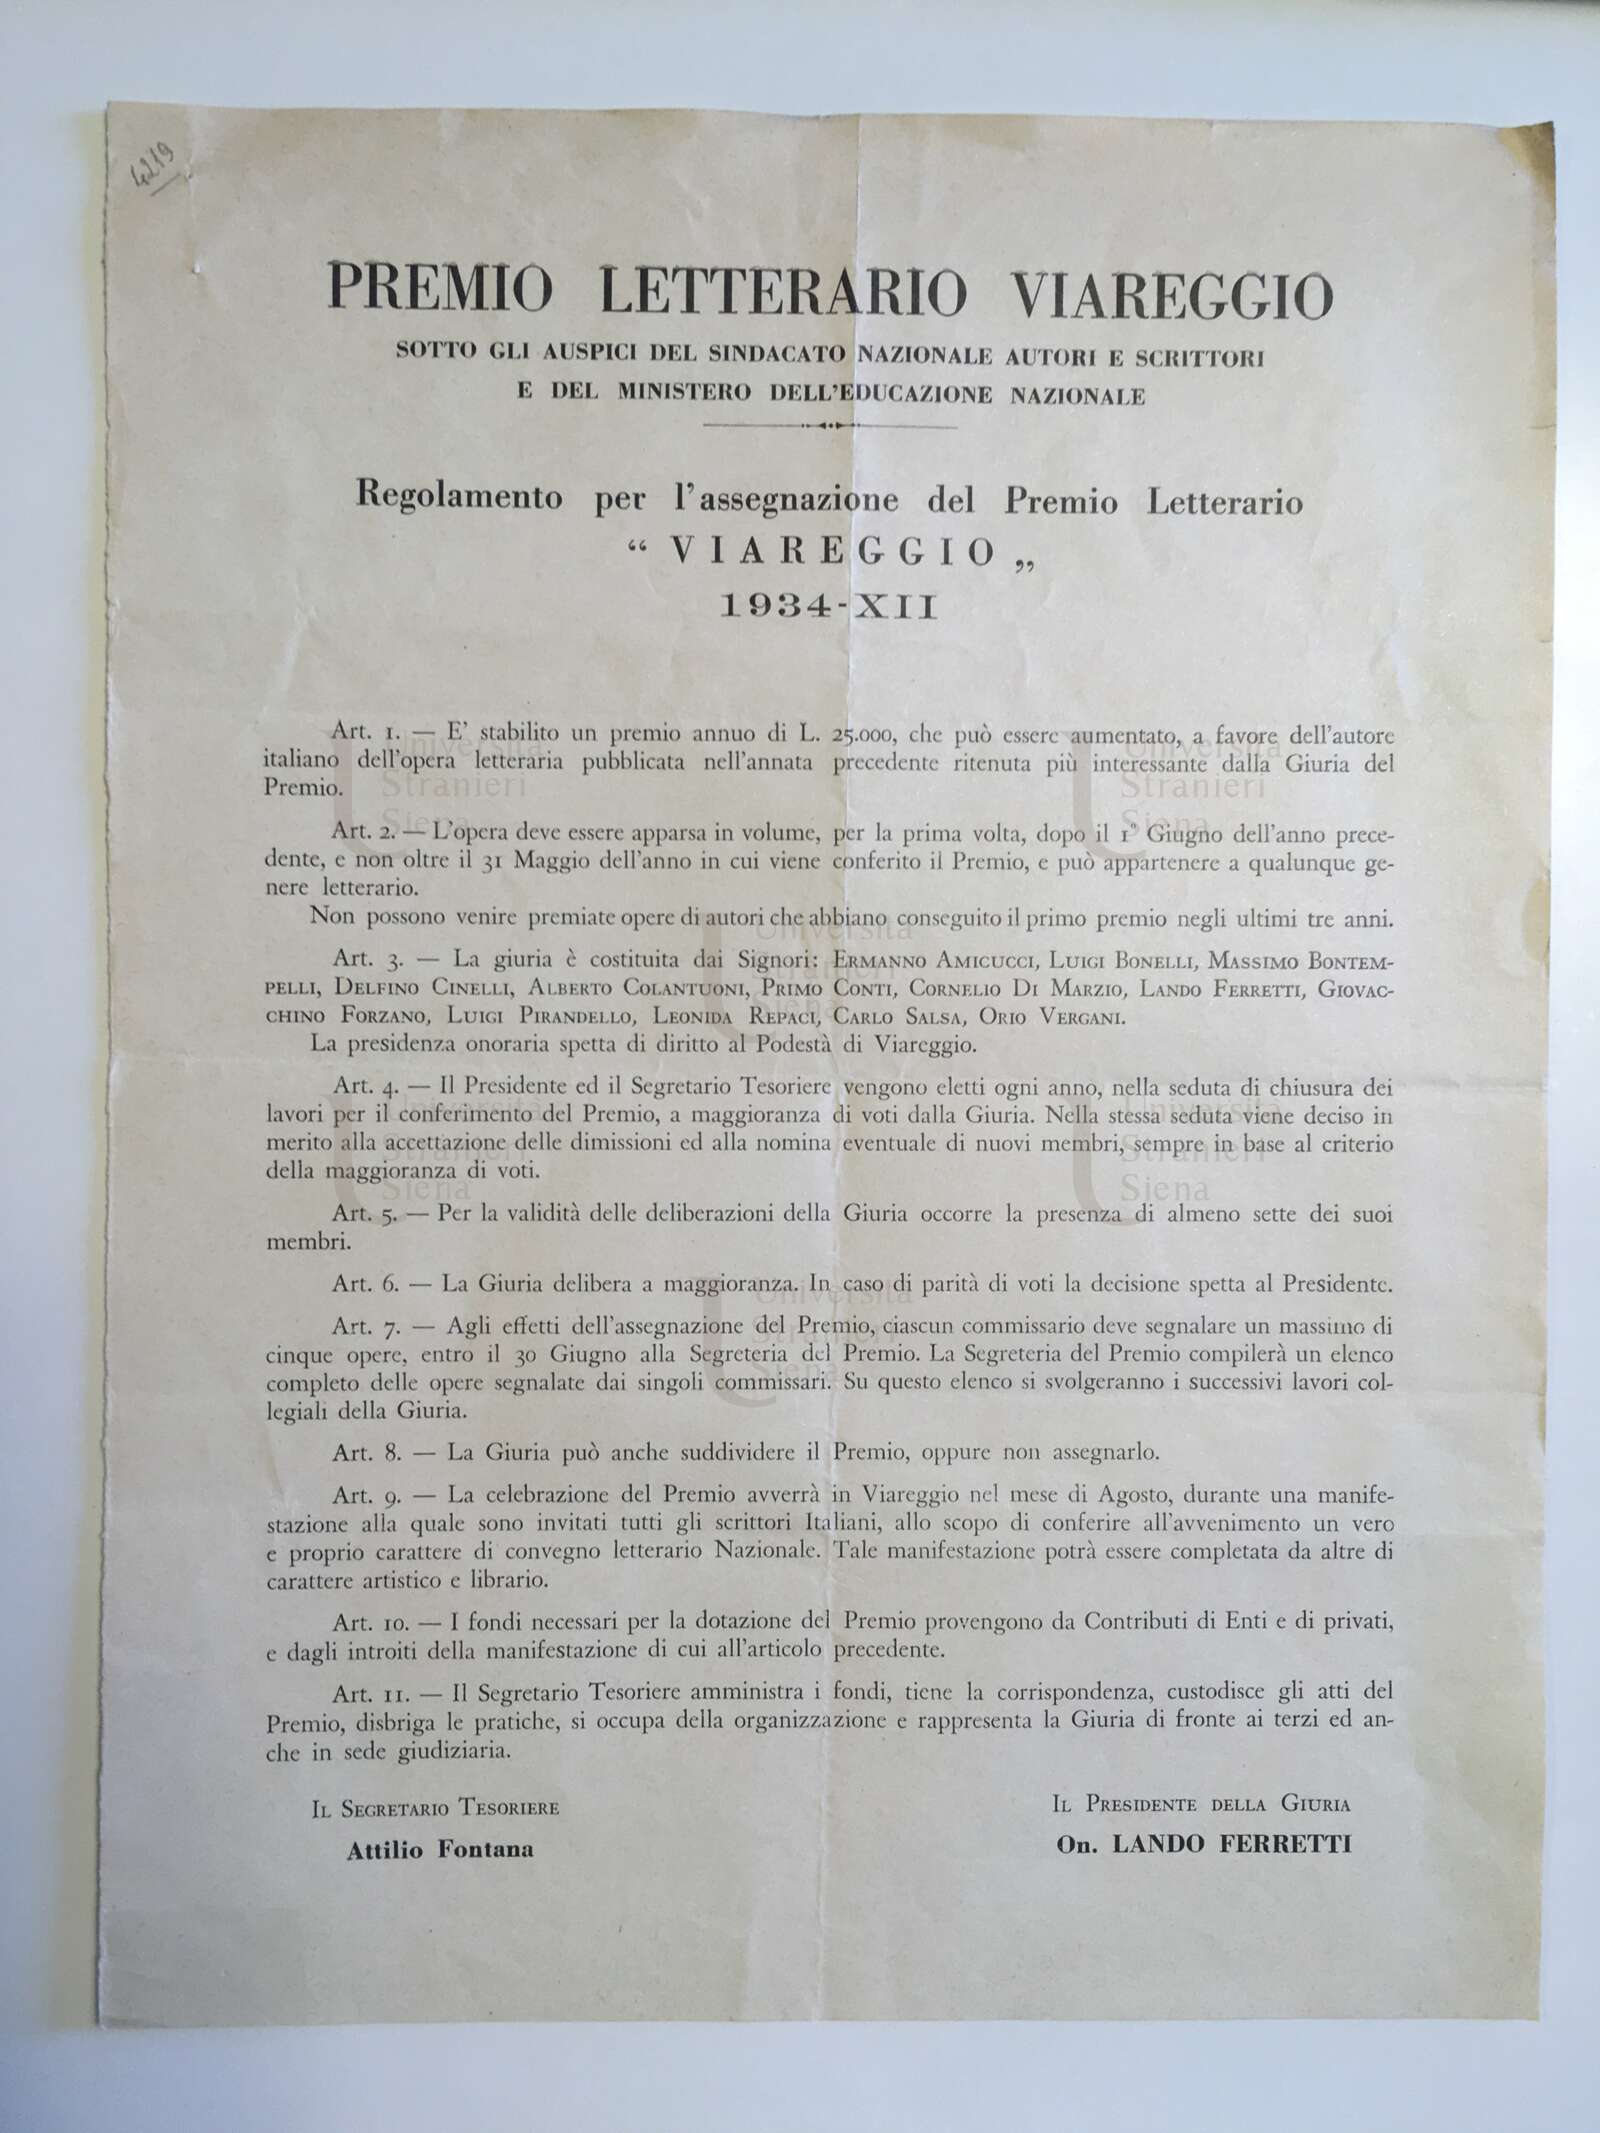 4219
PREMIO LETTERARIO VIAREGGIO
SOTTO GLI AUSPICI DEL SINDACATO NAZIONALE AUTORI E SCRITTORI
E DEL MINISTERO DELL'EDUCAZIONE NAZIONALE
Regolamento per l'assegnazione del Premio Letterario
“ VIAREGGIO „
1934-XII
Art. 1. — E' stabilito un premio annuo di L. 25.000, che può essere aumentato, a favore dell'autore
italiano dell'opera letteraria pubblicata nell'annata precedente ritenuta più interessante dalla Giuria del
Premio.
Art. 2. — L'opera deve essere apparsa in volume, per la prima volta, dopo il 1° Giugno dell'anno prece-
dente, e non oltre il 31 Maggio dell'anno in cui viene conferito il Premio, e può appartenere a qualunque ge-
nere letterario.
Non possono venire premiate opere di autori che abbiano conseguito il primo premio negli ultimi tre anni.
Art. 3. — La giuria è costituita dai Signori: ERMANNO AMICUCCI, LUIGI BONELLI, MASSIMO BONTEM-
PELLI, DELFINO CINELLI, ALBERTO COLANTUONI, PRIMO CONTI, CORNELIO DI MARZIO, LANDO FERRETTI, GIOVAC-
CHINO FORZANO, LUIGI PIRANDELLO, LEONIDA REPACI, CARLO SALSA, ORIO VERGANI.
La presidenza onoraria spetta di diritto al Podestà di Viareggio.
Art. 4. — Il Presidente ed il Segretario Tesoriere vengono eletti ogni anno, nella seduta di chiusura dei
lavori per il conferimento del Premio, a maggioranza di voti dalla Giuria. Nella stessa seduta viene deciso in
merito alla accettazione delle dimissioni ed alla nomina eventuale di nuovi membri, sempre in base al criterio
della maggioranza di voti.
Art. 5. — Per la validità delle deliberazioni della Giuria occorre la presenza di almeno sette dei suoi
membri.
Art. 6. — La Giuria delibera a maggioranza. In caso di parità di voti la decisione spetta al Presidente.
Art. 7. — Agli effetti dell'assegnazione del Premio, ciascun commissario deve segnalare un massimo di
cinque opere, entro il 30 Giugno alla Segreteria del Premio. La Segreteria del Premio compilerà un elenco
completo delle opere segnalate dai singoli commissari. Su questo elenco si svolgeranno i successivi lavori col-
legiali della Giuria.
Art. 8. — La Giuria può anche suddividere il Premio, oppure non assegnarlo.
Art. 9. — La celebrazione del Premio avverrà in Viareggio nel mese di Agosto, durante una manife-
stazione alla quale sono invitati tutti gli scrittori Italiani, allo scopo di conferire all'avvenimento un vero
e proprio carattere di convegno letterario Nazionale. Tale manifestazione potrà essere completata da altre di
carattere artistico e librario.
Art. 10. — I fondi necessari per la dotazione del Premio provengono da Contributi di Enti e di privati,
e dagli introiti della manifestazione di cui all'articolo precedente.
Art. 11. — Il Segretario Tesoriere amministra i fondi, tiene la corrispondenza, custodisce gli atti del
Premio, disbriga le pratiche, si occupa della organizzazione e rappresenta la Giuria di fronte ai terzi ed an-
che in sede giudiziaria.
IL SEGRETARIO TESORIERE
Attilio Fontana
IL PRESIDENTE DELLA GIURIA
On. LANDO FERRETTI
Università
Stranieri
Siena
Università
Stranieri
Siena
Università
Stranieri
Siena
Università
Stranieri
Siena
Università
Stranieri
Siena
Università
Stranieri
Siena